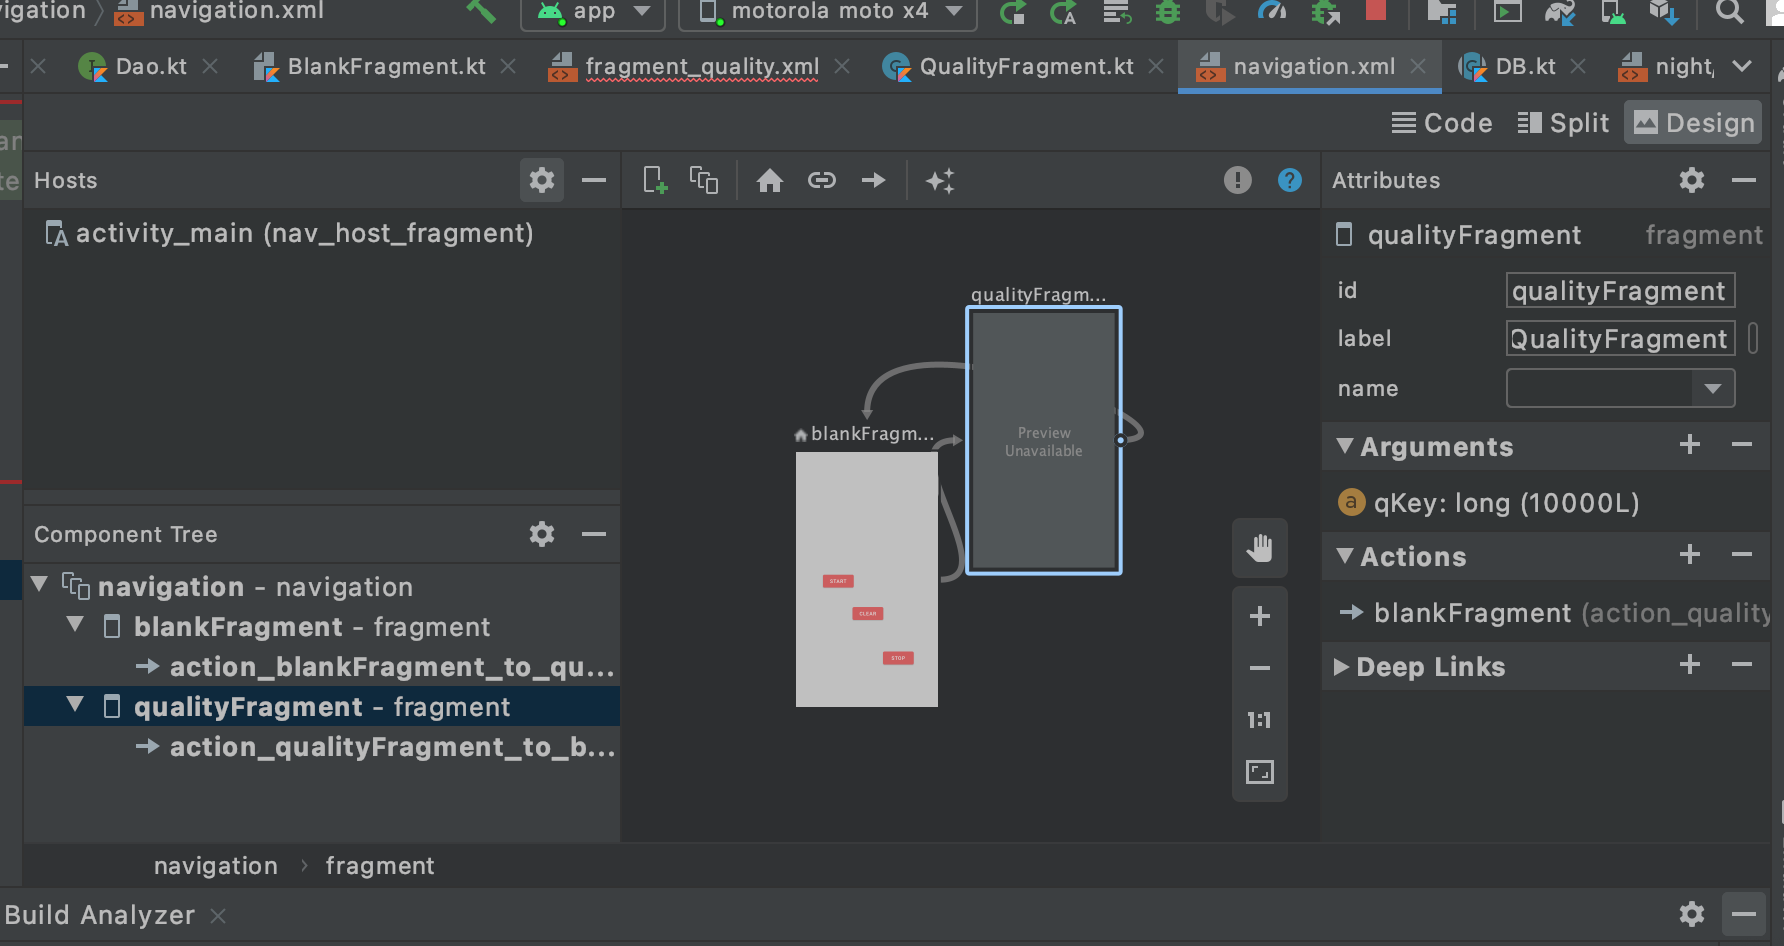 vigation navigation.xml app motorola moto x4
Dao.kt BlankFragment.kt fragment_quality.xml QualityFragment.kt navigation.xml DB.kt night
Code Split Design
Hosts
activity_main (nav_host_fragment)
qualityFragm...
blankFragm...
Preview
Unavailable
START
CLEAR
STOP
1:1
Attributes
qualityFragment fragment
id qualityFragment
label QualityFragment
name
Arguments
a qKey: long (10000L)
Actions
blankFragment (action_quality
Deep Links
Component Tree
navigation - navigation
blankFragment - fragment
action_blankFragment_to_qu...
qualityFragment - fragment
action_qualityFragment_to_b...
navigation › fragment
Build Analyzer